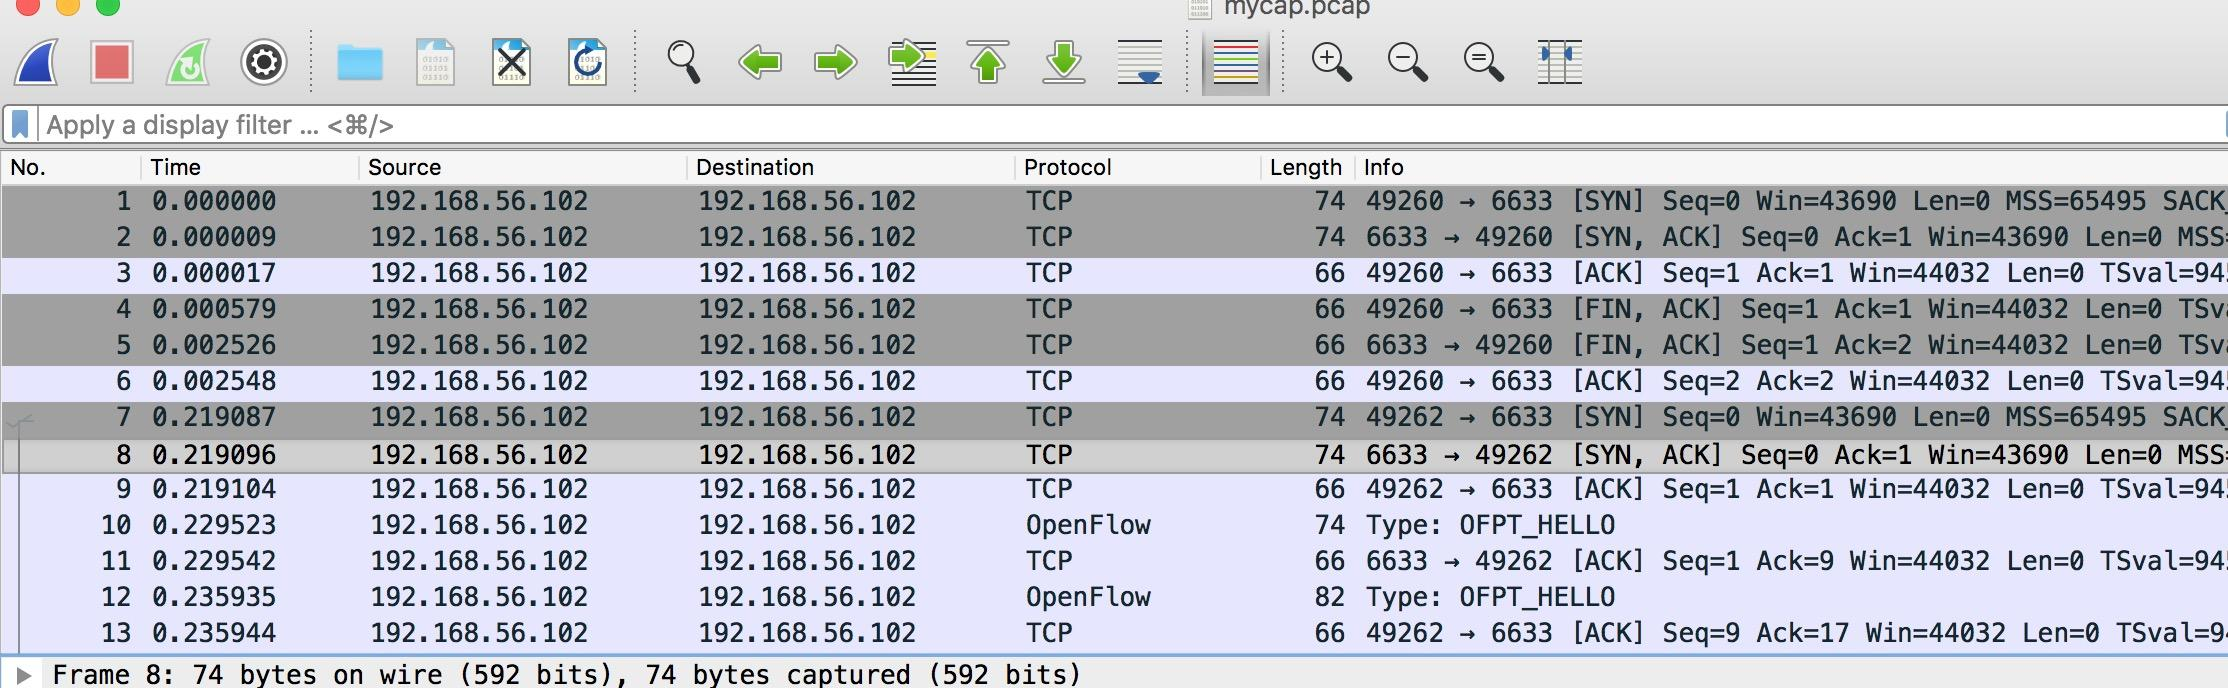 mycap.pcap
Apply a display filter ... <⌘/>
No. Time Source Destination Protocol Length Info
1 0.000000 192.168.56.102 192.168.56.102 TCP 74 49260 → 6633 [SYN] Seq=0 Win=43690 Len=0 MSS=65495 SACK_
2 0.000009 192.168.56.102 192.168.56.102 TCP 74 6633 → 49260 [SYN, ACK] Seq=0 Ack=1 Win=43690 Len=0 MSS=
3 0.000017 192.168.56.102 192.168.56.102 TCP 66 49260 → 6633 [ACK] Seq=1 Ack=1 Win=44032 Len=0 TSval=945
4 0.000579 192.168.56.102 192.168.56.102 TCP 66 49260 → 6633 [FIN, ACK] Seq=1 Ack=1 Win=44032 Len=0 TSva
5 0.002526 192.168.56.102 192.168.56.102 TCP 66 6633 → 49260 [FIN, ACK] Seq=1 Ack=2 Win=44032 Len=0 TSva
6 0.002548 192.168.56.102 192.168.56.102 TCP 66 49260 → 6633 [ACK] Seq=2 Ack=2 Win=44032 Len=0 TSval=945
7 0.219087 192.168.56.102 192.168.56.102 TCP 74 49262 → 6633 [SYN] Seq=0 Win=43690 Len=0 MSS=65495 SACK_
8 0.219096 192.168.56.102 192.168.56.102 TCP 74 6633 → 49262 [SYN, ACK] Seq=0 Ack=1 Win=43690 Len=0 MSS=
9 0.219104 192.168.56.102 192.168.56.102 TCP 66 49262 → 6633 [ACK] Seq=1 Ack=1 Win=44032 Len=0 TSval=945
10 0.229523 192.168.56.102 192.168.56.102 OpenFlow 74 Type: OFPT_HELLO
11 0.229542 192.168.56.102 192.168.56.102 TCP 66 6633 → 49262 [ACK] Seq=1 Ack=9 Win=44032 Len=0 TSval=945
12 0.235935 192.168.56.102 192.168.56.102 OpenFlow 82 Type: OFPT_HELLO
13 0.235944 192.168.56.102 192.168.56.102 TCP 66 49262 → 6633 [ACK] Seq=9 Ack=17 Win=44032 Len=0 TSval=94
Frame 8: 74 bytes on wire (592 bits), 74 bytes captured (592 bits)